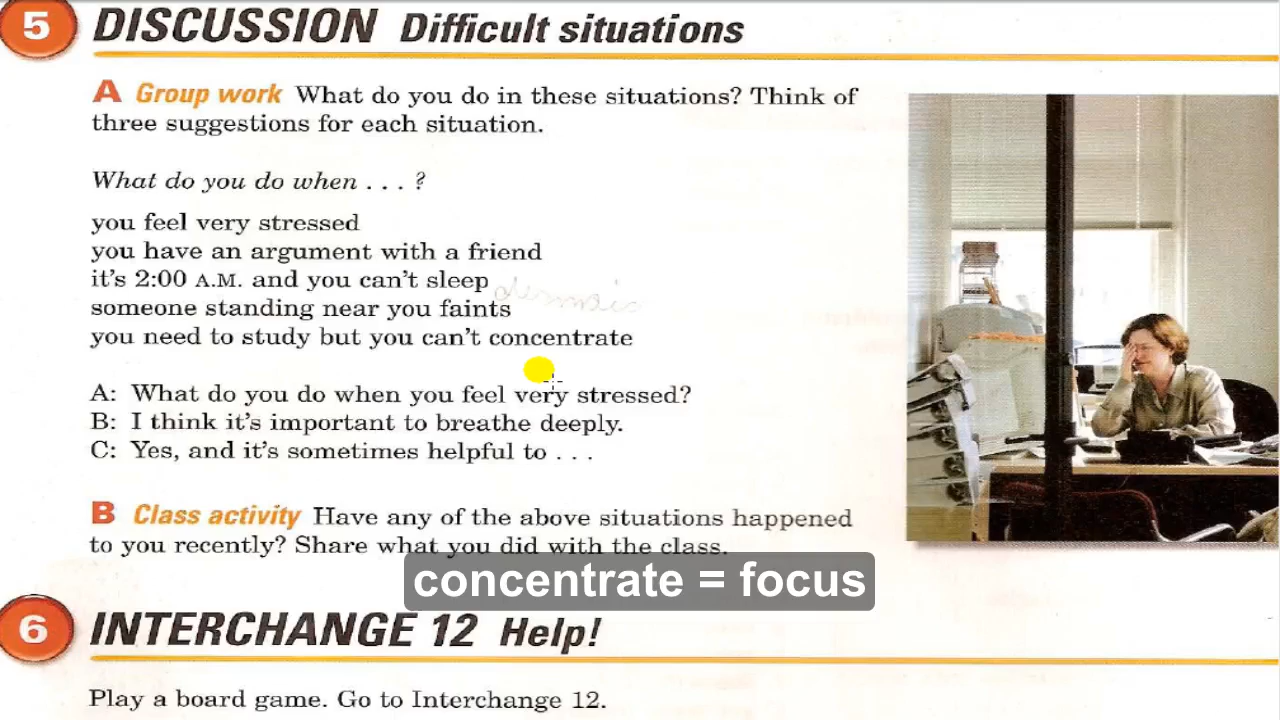 5 DISCUSSION Difficult situations
A Group work What do you do in these situations? Think of
three suggestions for each situation.
What do you do when . . . ?
you feel very stressed
you have an argument with a friend
it's 2:00 A.M. and you can't sleep
someone standing near you faints
you need to study but you can't concentrate
A: What do you do when you feel very stressed?
B: I think it's important to breathe deeply.
C: Yes, and it's sometimes helpful to . . .
B Class activity Have any of the above situations happened
to you recently? Share what you did with the class.
concentrate = focus
6 INTERCHANGE 12 Help!
Play a board game. Go to Interchange 12.